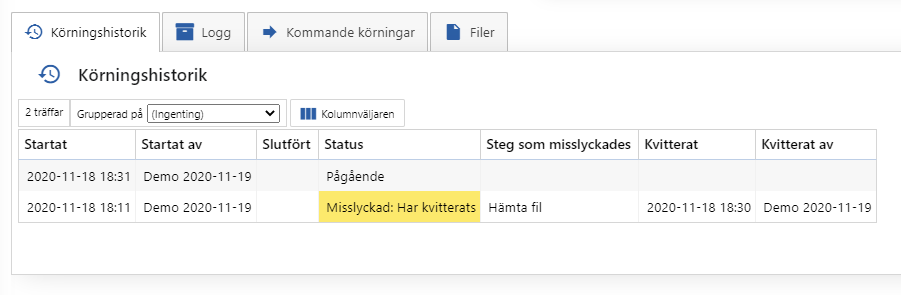 Körningshistorik Logg Kommande körningar Filer
Körningshistorik
2 träffar Grupperad på (Ingenting) Kolumnväljaren
Startat Startat av Slutfört Status Steg som misslyckades Kvitterat Kvitterat av
2020-11-18 18:31 Demo 2020-11-19 Pågående
2020-11-18 18:11 Demo 2020-11-19 Misslyckad: Har kvitterats Hämta fil 2020-11-18 18:30 Demo 2020-11-19